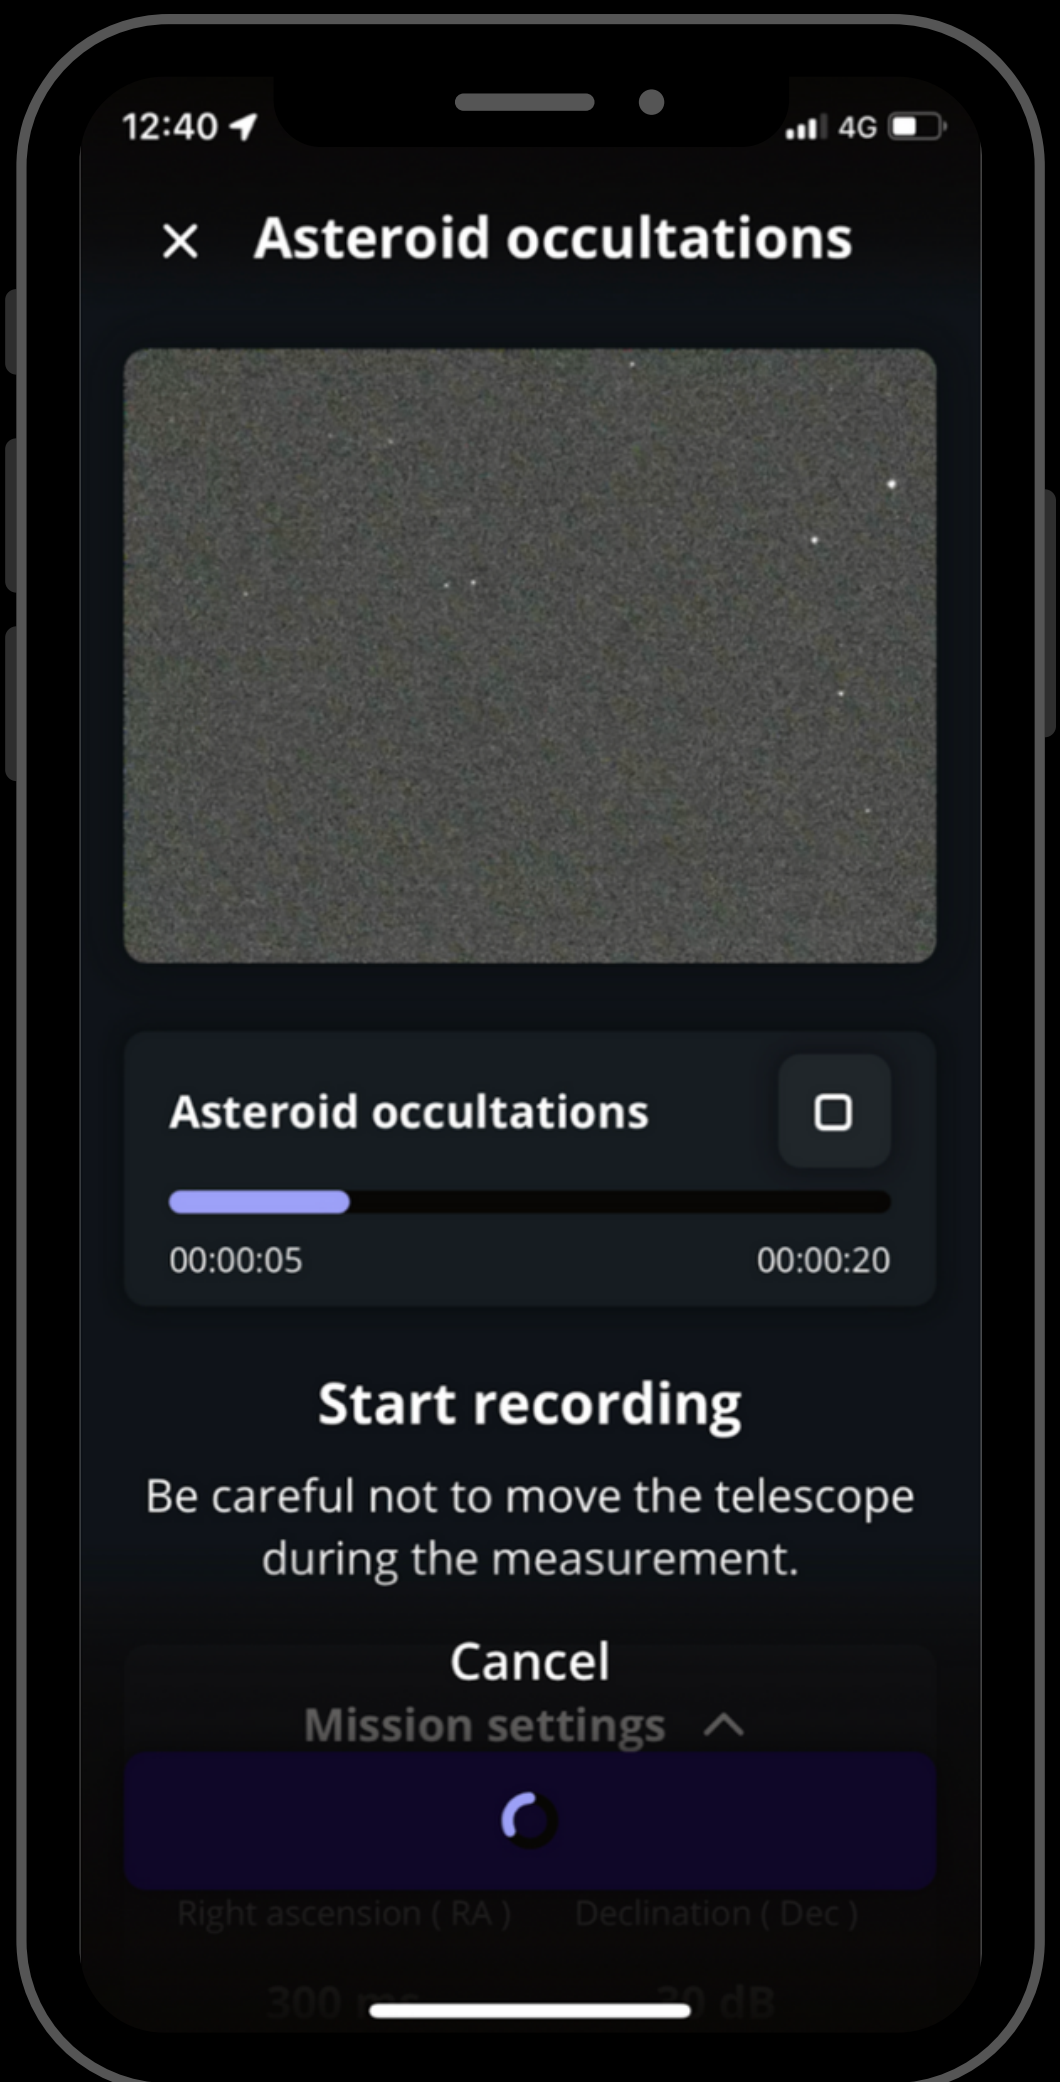 12:40
4G
Asteroid occultations
Asteroid occultations
00:00:05
00:00:20
Start recording
Be careful not to move the telescope
during the measurement.
Cancel
Mission settings
Right ascension ( RA )
Declination ( Dec )
300 ms
30 dB